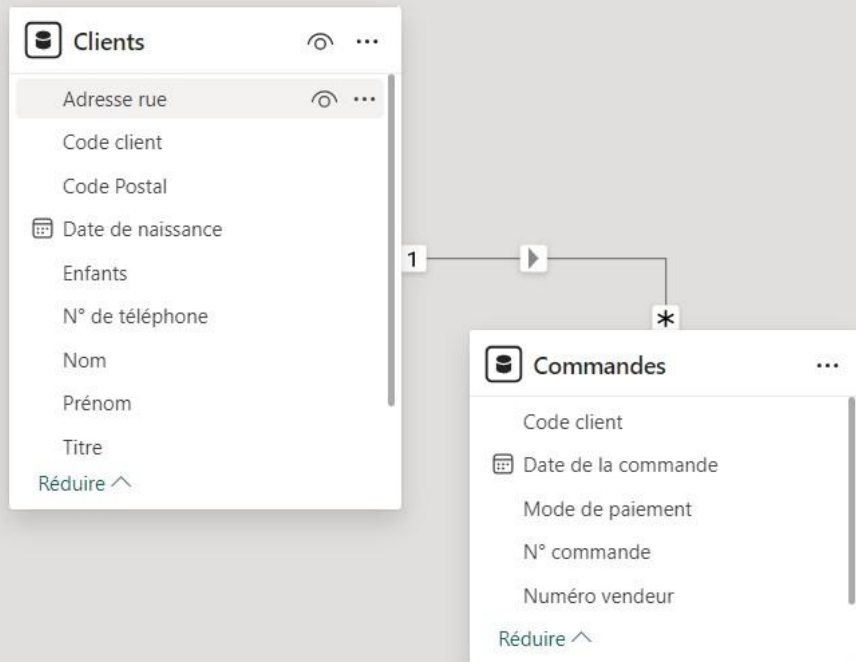 Clients
Adresse rue
Code client
Code Postal
Date de naissance
Enfants
N° de téléphone
Nom
Prénom
Titre
Réduire
1
*
Commandes
Code client
Date de la commande
Mode de paiement
N° commande
Numéro vendeur
Réduire